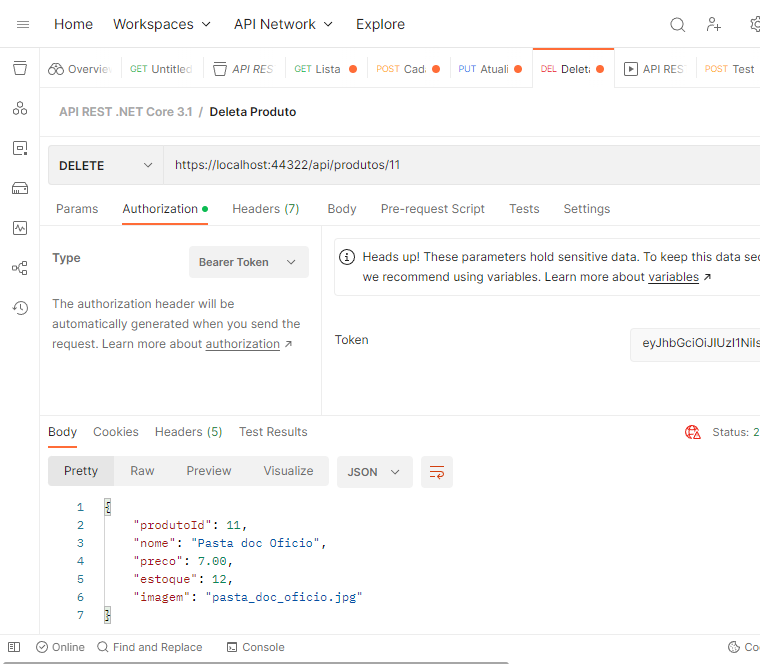 Home Workspaces API Network Explore
Overvie GET Untitled API RES GET Lista POST Cada PUT Atuali DEL Delet API RES POST Test
API REST .NET Core 3.1 / Deleta Produto
DELETE https://localhost:44322/api/produtos/11
Params Authorization Headers (7) Body Pre-request Script Tests Settings
Type Bearer Token
Heads up! These parameters hold sensitive data. To keep this data sec
we recommend using variables. Learn more about variables ↗
The authorization header will be
automatically generated when you send the
request. Learn more about authorization ↗
Token eyJhbGciOiJIUzI1NiIs
Body Cookies Headers (5) Test Results Status: 2
Pretty Raw Preview Visualize JSON
1 {
2 "produtoId": 11,
3 "nome": "Pasta doc Oficio",
4 "preco": 7.00,
5 "estoque": 12,
6 "imagem": "pasta_doc_oficio.jpg"
7 }
Online Find and Replace Console Coo